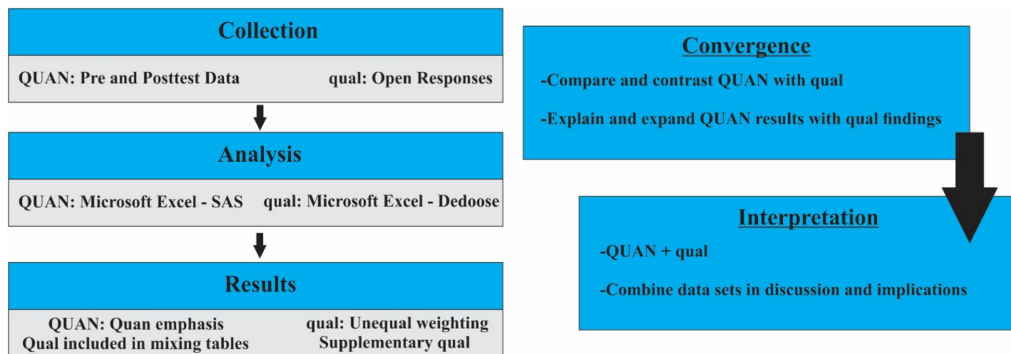 Collection
QUAN: Pre and Posttest Data qual: Open Responses
Analysis
QUAN: Microsoft Excel - SAS qual: Microsoft Excel - Dedoose
Results
QUAN: Quan emphasis qual: Unequal weighting
Qual included in mixing tables Supplementary qual
Convergence
-Compare and contrast QUAN with qual
-Explain and expand QUAN results with qual findings
Interpretation
-QUAN + qual
-Combine data sets in discussion and implications